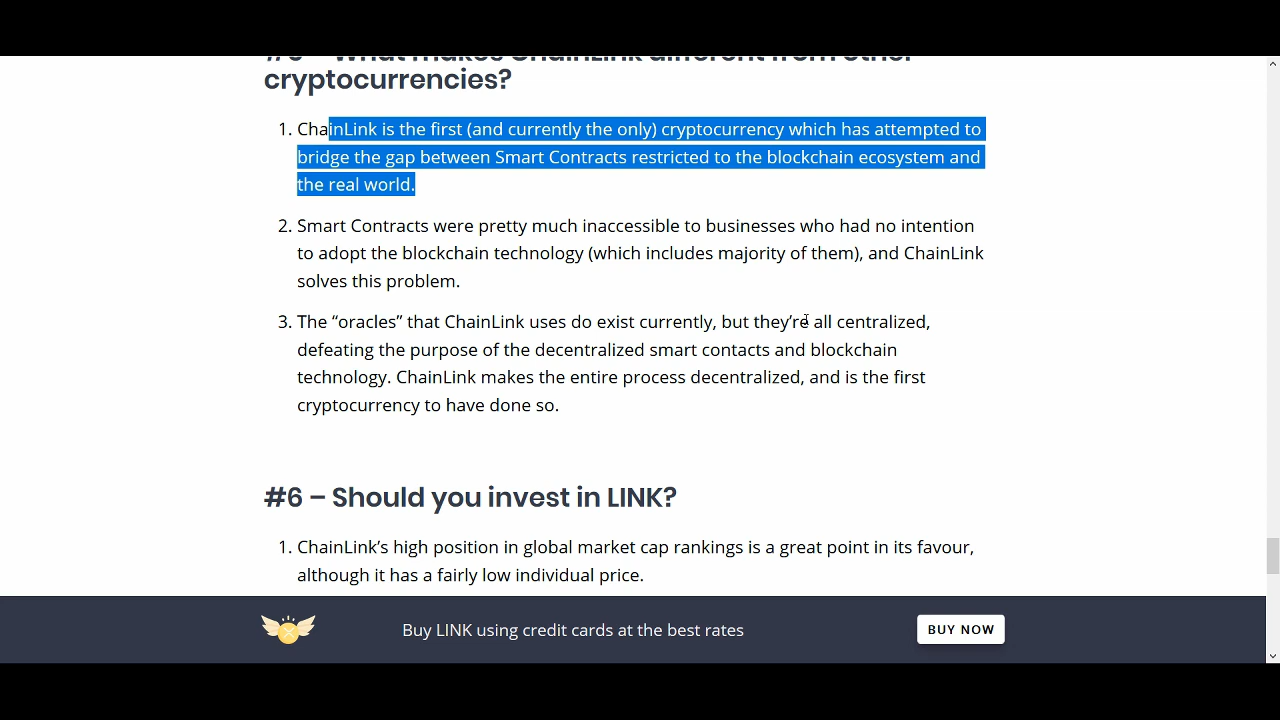 #5 – What makes ChainLink different from other
cryptocurrencies?
1. ChainLink is the first (and currently the only) cryptocurrency which has attempted to
bridge the gap between Smart Contracts restricted to the blockchain ecosystem and
the real world.
2. Smart Contracts were pretty much inaccessible to businesses who had no intention
to adopt the blockchain technology (which includes majority of them), and ChainLink
solves this problem.
3. The “oracles” that ChainLink uses do exist currently, but they’re all centralized,
defeating the purpose of the decentralized smart contacts and blockchain
technology. ChainLink makes the entire process decentralized, and is the first
cryptocurrency to have done so.
#6 – Should you invest in LINK?
1. ChainLink’s high position in global market cap rankings is a great point in its favour,
although it has a fairly low individual price.
Buy LINK using credit cards at the best rates
BUY NOW